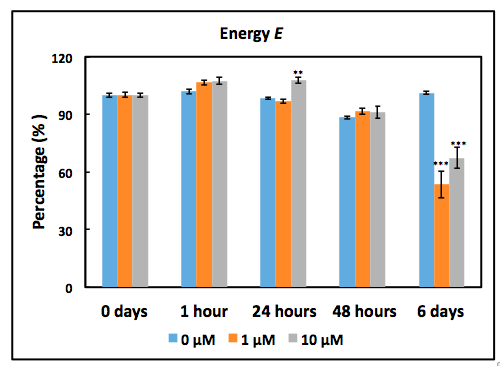 Energy E
Percentage (%)
120
90
60
30
0
**
***
***
0 days 1 hour 24 hours 48 hours 6 days
0 µM 1 µM 10 µM